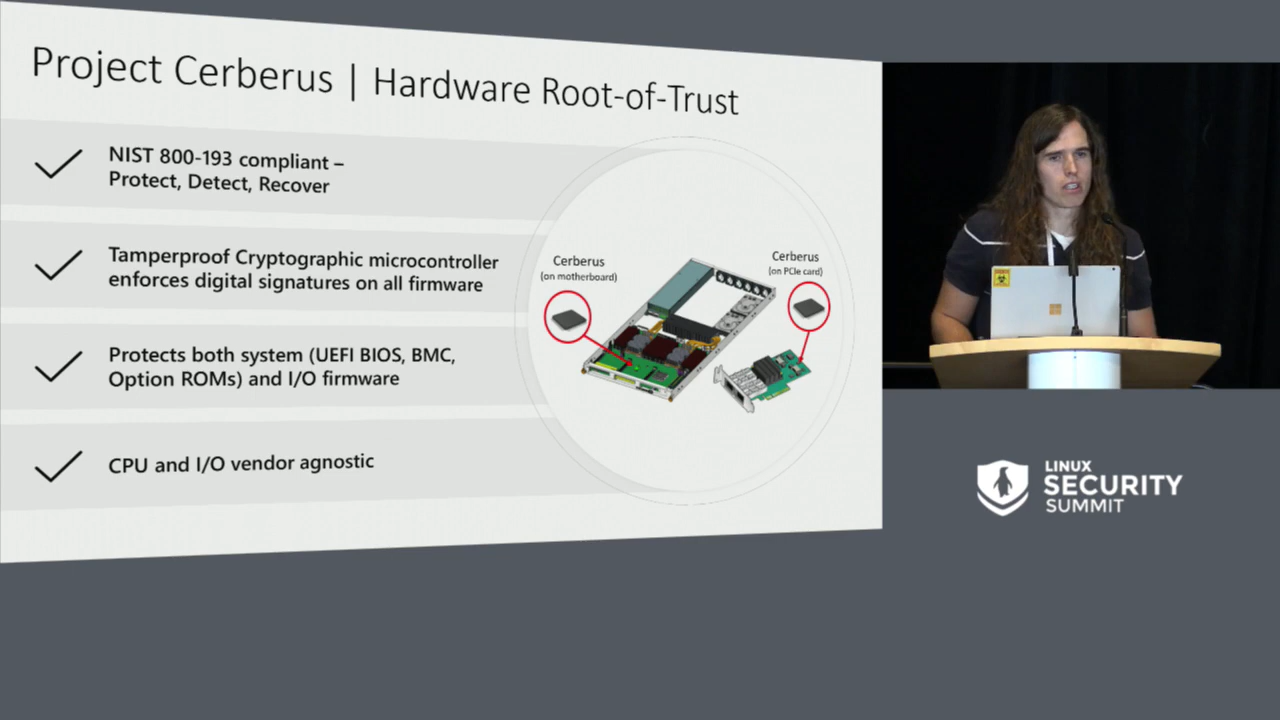 Project Cerberus | Hardware Root-of-Trust
NIST 800-193 compliant –
Protect, Detect, Recover
Tamperproof Cryptographic microcontroller
enforces digital signatures on all firmware
Protects both system (UEFI BIOS, BMC,
Option ROMs) and I/O firmware
CPU and I/O vendor agnostic
Cerberus
(on motherboard)
Cerberus
(on PCIe card)
LINUX
SECURITY
SUMMIT